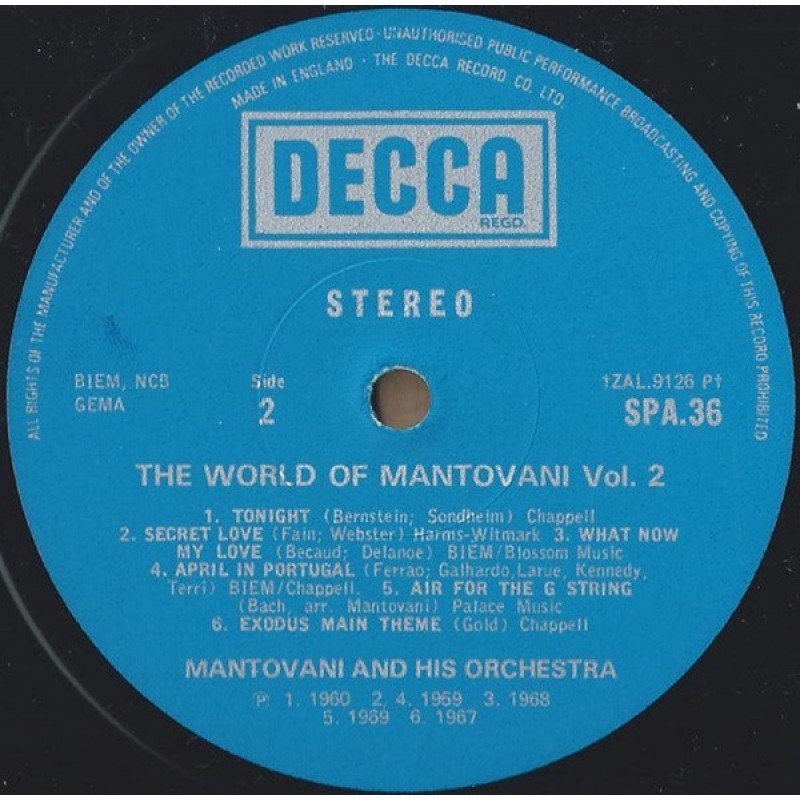 ALL RIGHTS OF THE MANUFACTURER AND OF THE OWNER OF THE RECORDED WORK RESERVED · UNAUTHORISED PUBLIC PERFORMANCE BROADCASTING AND COPYING OF THIS RECORD PROHIBITED
MADE IN ENGLAND · THE DECCA RECORD CO. LTD.
DECCA
REGD.
STEREO
BIEM, NCB
GEMA
Side
2
†ZAL.9126 P†
SPA.36
THE WORLD OF MANTOVANI Vol. 2
1. TONIGHT (Bernstein; Sondheim) Chappell
2. SECRET LOVE (Fain; Webster) Harms-Witmark 3. WHAT NOW
MY LOVE (Becaud; Delanoe) BIEM/Blossom Music
4. APRIL IN PORTUGAL (Ferrao; Galhardo, Larue, Kennedy,
Terri) BIEM/Chappell. 5. AIR FOR THE G STRING
(Bach, arr. Mantovani) Palace Music
6. EXODUS MAIN THEME (Gold) Chappell
MANTOVANI AND HIS ORCHESTRA
℗ 1. 1960 2, 4. 1959 3. 1968
5. 1969 6. 1967